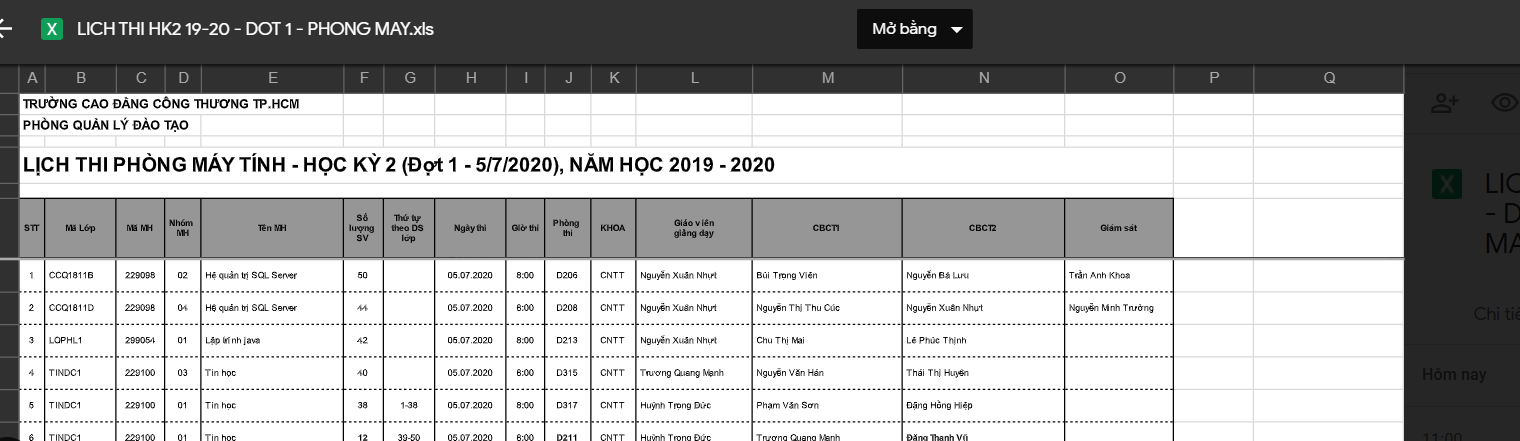 LICH THI HK2 19-20 - DOT 1 - PHONG MAY.xls
Mở bằng
A B C D E F G H I J K L M N O P Q
TRƯỜNG CAO ĐẲNG CÔNG THƯƠNG TP.HCM
PHÒNG QUẢN LÝ ĐÀO TẠO
LỊCH THI PHÒNG MÁY TÍNH - HỌC KỲ 2 (Đợt 1 - 5/7/2020), NĂM HỌC 2019 - 2020
STT Mã Lớp Mã MH Nhóm MH Tên MH Số lượng SV Thứ tự theo DS lớp Ngày thi Giờ thi Phòng thi KHOA Giáo viên giảng dạy CBCT1 CBCT2 Giám sát
1 CCQ1811B 229098 02 Hệ quản trị SQL Server 50 05.07.2020 8:00 D206 CNTT Nguyễn Xuân Nhựt Bùi Trọng Viên Nguyễn Bá Lưu Trần Anh Khoa
2 CCQ1811D 229098 04 Hệ quản trị SQL Server 44 05.07.2020 8:00 D208 CNTT Nguyễn Xuân Nhựt Nguyễn Thị Thu Cúc Nguyễn Xuân Nhựt Nguyễn Minh Trường
3 LOPHL1 299054 01 Lập trình java 42 05.07.2020 8:00 D213 CNTT Nguyễn Xuân Nhựt Chu Thị Mai Lê Phúc Thịnh
4 TINDC1 229100 03 Tin học 40 05.07.2020 8:00 D315 CNTT Trương Quang Mạnh Nguyễn Văn Hán Thái Thị Huyền
5 TINDC1 229100 01 Tin học 38 1-38 05.07.2020 8:00 D317 CNTT Huỳnh Trọng Đức Phạm Văn Sơn Đặng Hồng Hiệp
6 TINDC1 229100 01 Tin học 12 39-50 05.07.2020 8:00 D211 CNTT Huỳnh Trọng Đức Trương Quang Mạnh Đặng Thanh Vũ
LIC
- D
MA
Chi tiế
Hôm nay
11:00